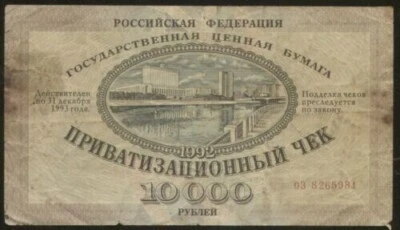 РОССИЙСКАЯ ФЕДЕРАЦИЯ
ГОСУДАРСТВЕННАЯ ЦЕННАЯ БУМАГА
Действителен
до 31 декабря
1993 года.
Подделка чеков
преследуется
по закону.
1992
ПРИВАТИЗАЦИОННЫЙ ЧЕК
10000
РУБЛЕЙ
03